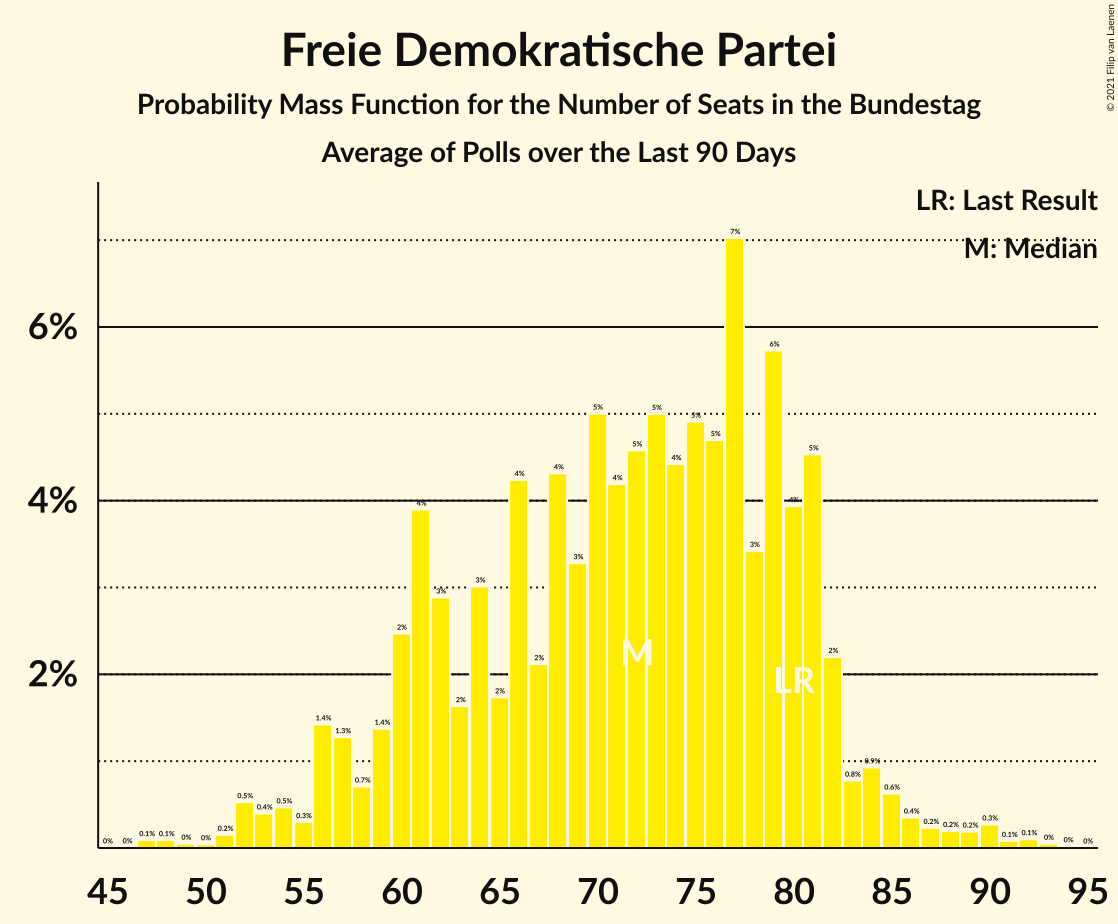 Freie Demokratische Partei
Probability Mass Function for the Number of Seats in the Bundestag
Average of Polls over the Last 90 Days
© 2021 Filip van Laenen
LR: Last Result
M: Median
6%
4%
2%
0% 0% 0.1% 0.1% 0% 0% 0.2% 0.5% 0.4% 0.5% 0.3% 1.4% 1.3% 0.7% 1.4% 2% 4% 3% 2% 3% 2% 4% 2% 4% 3% 5% 4% 5% 5% 4% 5% 5% 7% 3% 6% 4% 5% 2% 0.8% 0.9% 0.6% 0.4% 0.2% 0.2% 0.2% 0.3% 0.1% 0.1% 0% 0% 0%
M
LR
45 50 55 60 65 70 75 80 85 90 95